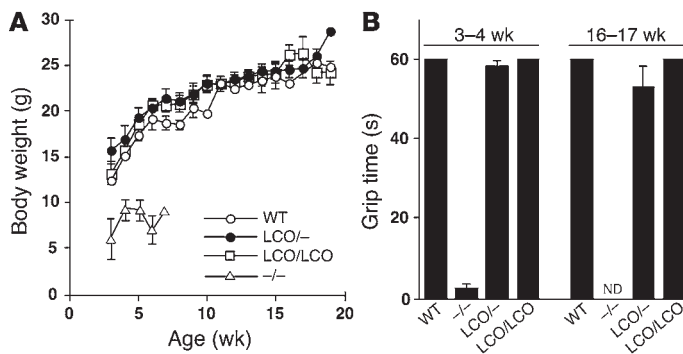 A
Body weight (g)
30
25
20
15
10
5
0
0
5
10
15
20
Age (wk)
WT
LCO/–
LCO/LCO
–/–
B
3–4 wk
16–17 wk
Grip time (s)
60
40
20
0
ND
WT
–/–
LCO/–
LCO/LCO
WT
–/–
LCO/–
LCO/LCO